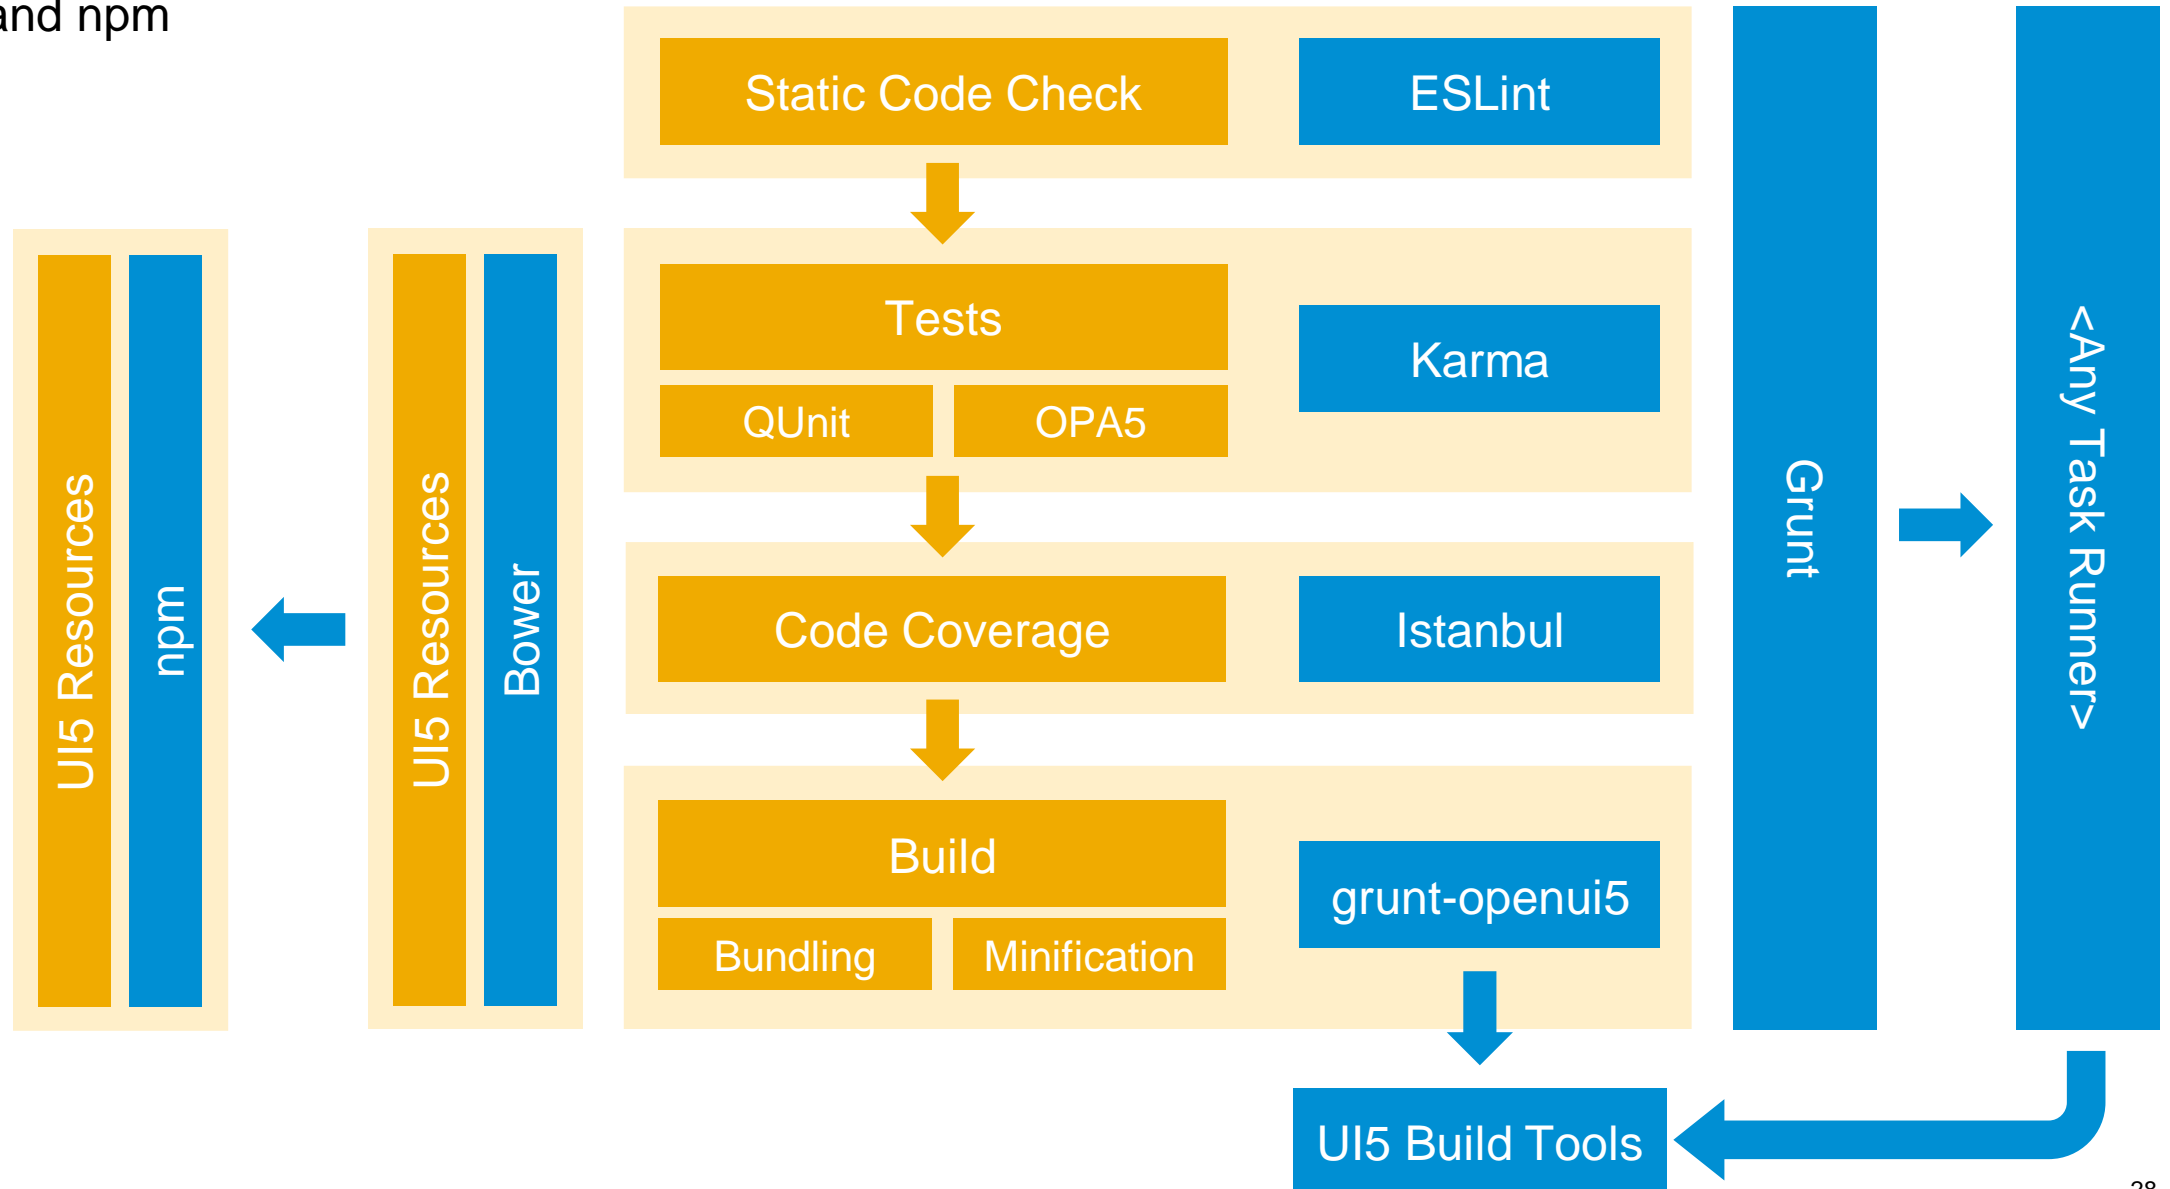 and npm
Static Code Check
ESLint
Tests
Karma
QUnit
OPA5
Code Coverage
Istanbul
Build
grunt-openui5
Bundling
Minification
UI5 Resources
npm
UI5 Resources
Bower
Grunt
<Any Task Runner>
UI5 Build Tools
28